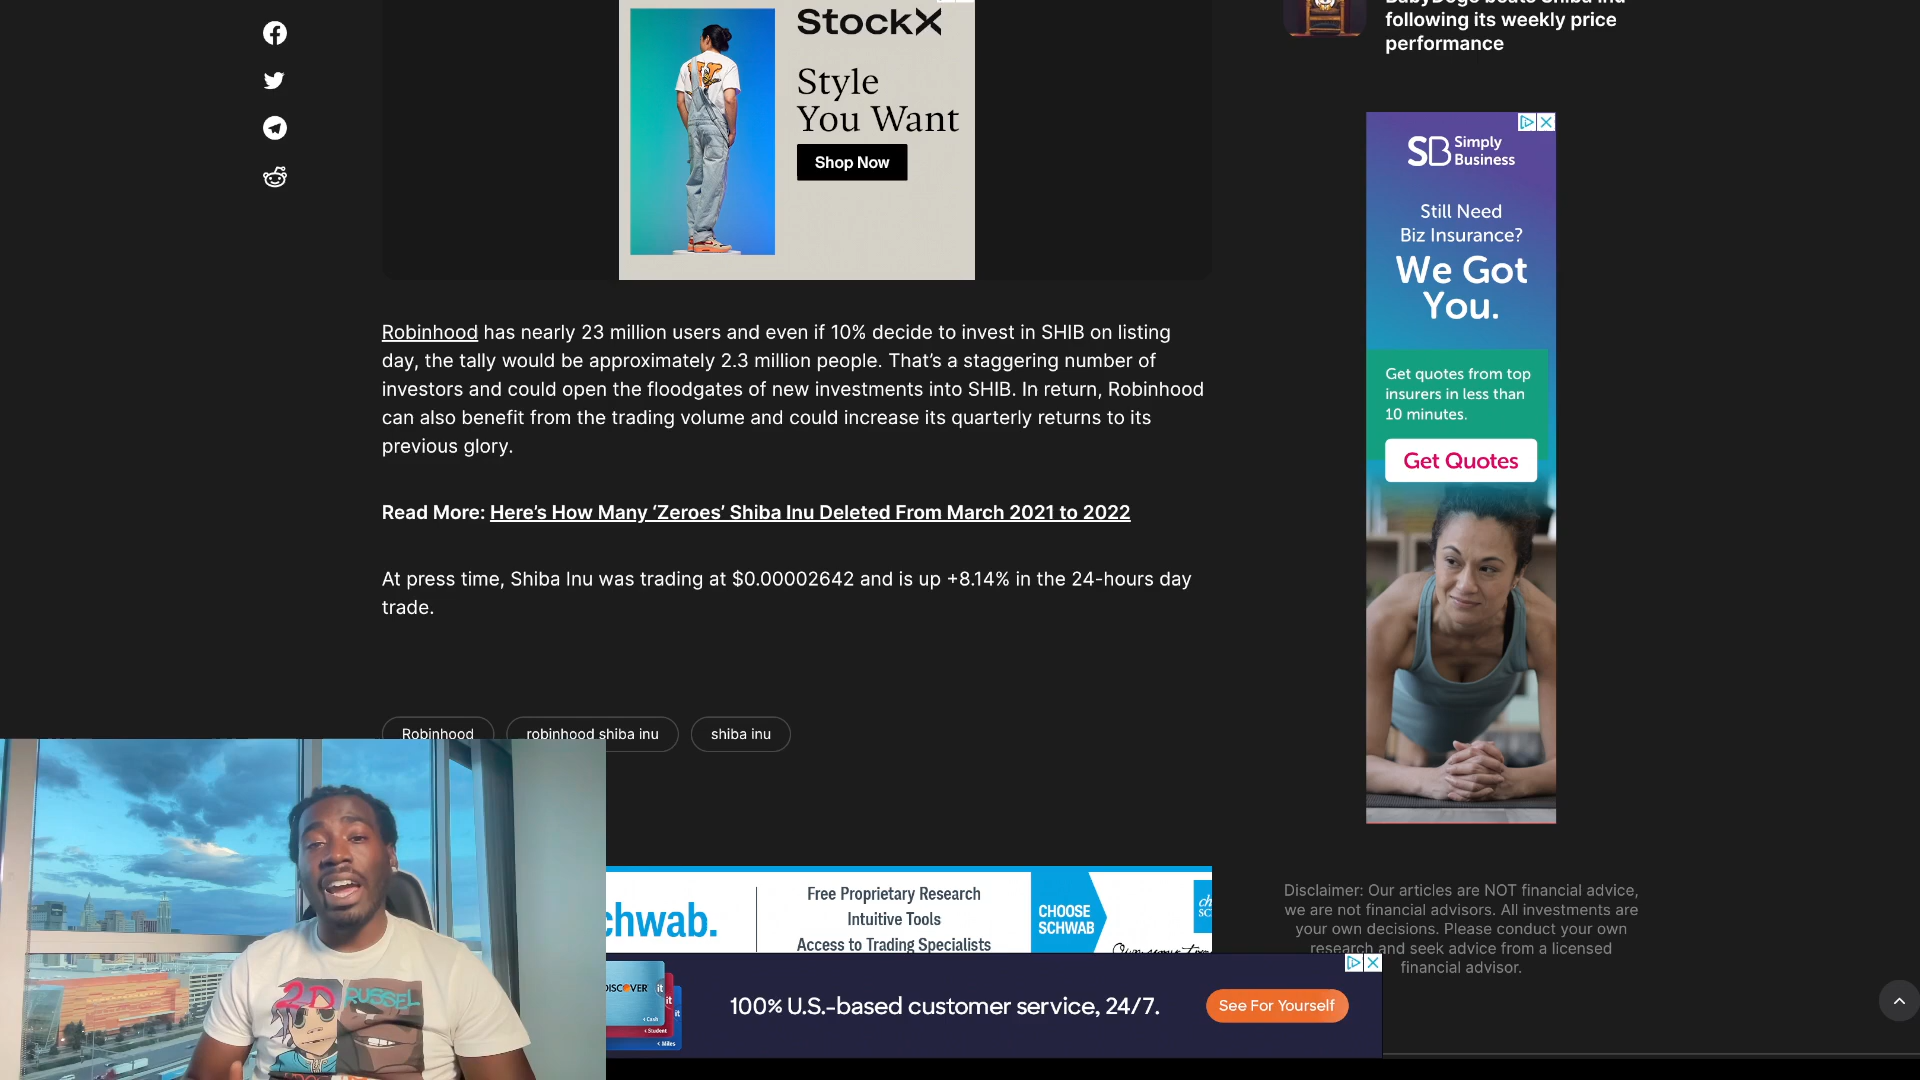 StockX
Style
You Want
Shop Now
following its weekly price
performance
Simply
Business
Still Need
Biz Insurance?
We Got
You.
Get quotes from top
insurers in less than
10 minutes.
Get Quotes
Robinhood has nearly 23 million users and even if 10% decide to invest in SHIB on listing
day, the tally would be approximately 2.3 million people. That’s a staggering number of
investors and could open the floodgates of new investments into SHIB. In return, Robinhood
can also benefit from the trading volume and could increase its quarterly returns to its
previous glory.
Read More: Here’s How Many ‘Zeroes’ Shiba Inu Deleted From March 2021 to 2022
At press time, Shiba Inu was trading at $0.00002642 and is up +8.14% in the 24-hours day
trade.
Robinhood
robinhood shiba inu
shiba inu
2D RUSSEL
chwab.
Free Proprietary Research
Intuitive Tools
Access to Trading Specialists
CHOOSE
SCHWAB
Disclaimer: Our articles are NOT financial advice,
we are not financial advisors. All investments are
your own decisions. Please conduct your own
research and seek advice from a licensed
financial advisor.
100% U.S.-based customer service, 24/7.
See For Yourself